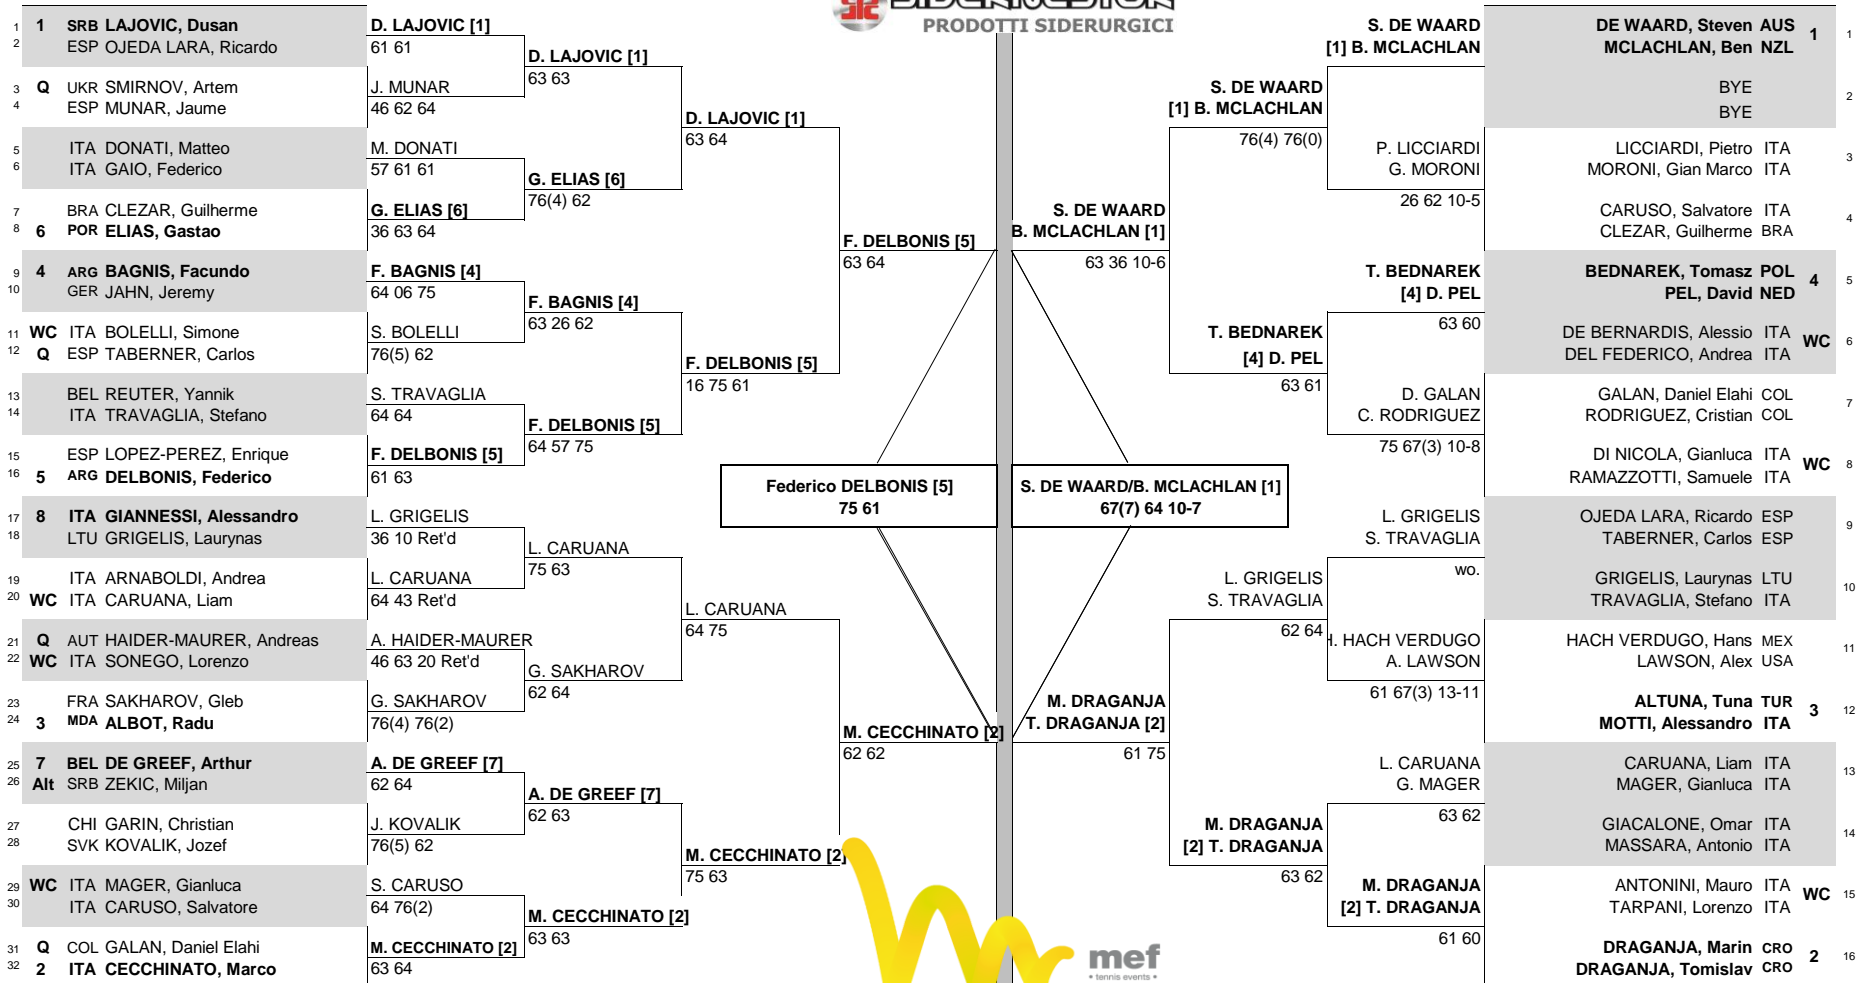 SIDERNESTOR
PRODOTTI SIDERURGICI
1 1 SRB LAJOVIC, Dusan
2 ESP OJEDA LARA, Ricardo
3 Q UKR SMIRNOV, Artem
4 ESP MUNAR, Jaume
5 ITA DONATI, Matteo
6 ITA GAIO, Federico
7 BRA CLEZAR, Guilherme
8 6 POR ELIAS, Gastao
9 4 ARG BAGNIS, Facundo
10 GER JAHN, Jeremy
11 WC ITA BOLELLI, Simone
12 Q ESP TABERNER, Carlos
13 BEL REUTER, Yannik
14 ITA TRAVAGLIA, Stefano
15 ESP LOPEZ-PEREZ, Enrique
16 5 ARG DELBONIS, Federico
17 8 ITA GIANNESSI, Alessandro
18 LTU GRIGELIS, Laurynas
19 ITA ARNABOLDI, Andrea
20 WC ITA CARUANA, Liam
21 Q AUT HAIDER-MAURER, Andreas
22 WC ITA SONEGO, Lorenzo
23 FRA SAKHAROV, Gleb
24 3 MDA ALBOT, Radu
25 7 BEL DE GREEF, Arthur
26 Alt SRB ZEKIC, Miljan
27 CHI GARIN, Christian
28 SVK KOVALIK, Jozef
29 WC ITA MAGER, Gianluca
30 ITA CARUSO, Salvatore
31 Q COL GALAN, Daniel Elahi
32 2 ITA CECCHINATO, Marco
D. LAJOVIC [1]
61 61
J. MUNAR
46 62 64
M. DONATI
57 61 61
G. ELIAS [6]
36 63 64
F. BAGNIS [4]
64 06 75
S. BOLELLI
76(5) 62
S. TRAVAGLIA
64 64
F. DELBONIS [5]
61 63
L. GRIGELIS
36 10 Ret'd
L. CARUANA
64 43 Ret'd
A. HAIDER-MAURER
46 63 20 Ret'd
G. SAKHAROV
76(4) 76(2)
A. DE GREEF [7]
62 64
J. KOVALIK
76(5) 62
S. CARUSO
64 76(2)
M. CECCHINATO [2]
63 64
D. LAJOVIC [1]
63 63
G. ELIAS [6]
76(4) 62
F. BAGNIS [4]
63 26 62
F. DELBONIS [5]
64 57 75
L. CARUANA
75 63
G. SAKHAROV
62 64
A. DE GREEF [7]
62 63
M. CECCHINATO [2]
63 63
D. LAJOVIC [1]
63 64
F. DELBONIS [5]
16 75 61
L. CARUANA
64 75
M. CECCHINATO [2]
75 63
F. DELBONIS [5]
63 64
M. CECCHINATO [2]
62 62
Federico DELBONIS [5]
75 61
S. DE WAARD/B. MCLACHLAN [1]
67(7) 64 10-7
S. DE WAARD
B. MCLACHLAN [1]
63 36 10-6
M. DRAGANJA
T. DRAGANJA [2]
61 75
S. DE WAARD
[1] B. MCLACHLAN
76(4) 76(0)
T. BEDNAREK
[4] D. PEL
63 61
L. GRIGELIS
S. TRAVAGLIA
62 64
M. DRAGANJA
[2] T. DRAGANJA
63 62
S. DE WAARD
[1] B. MCLACHLAN
P. LICCIARDI
G. MORONI
26 62 10-5
T. BEDNAREK
[4] D. PEL
63 60
D. GALAN
C. RODRIGUEZ
75 67(3) 10-8
L. GRIGELIS
S. TRAVAGLIA
wo.
H. HACH VERDUGO
A. LAWSON
61 67(3) 13-11
L. CARUANA
G. MAGER
63 62
M. DRAGANJA
[2] T. DRAGANJA
61 60
DE WAARD, Steven AUS 1 1
MCLACHLAN, Ben NZL
BYE 2
BYE
LICCIARDI, Pietro ITA 3
MORONI, Gian Marco ITA
CARUSO, Salvatore ITA 4
CLEZAR, Guilherme BRA
BEDNAREK, Tomasz POL 4 5
PEL, David NED
DE BERNARDIS, Alessio ITA WC 6
DEL FEDERICO, Andrea ITA
GALAN, Daniel Elahi COL 7
RODRIGUEZ, Cristian COL
DI NICOLA, Gianluca ITA WC 8
RAMAZZOTTI, Samuele ITA
OJEDA LARA, Ricardo ESP 9
TABERNER, Carlos ESP
GRIGELIS, Laurynas LTU 10
TRAVAGLIA, Stefano ITA
HACH VERDUGO, Hans MEX 11
LAWSON, Alex USA
ALTUNA, Tuna TUR 3 12
MOTTI, Alessandro ITA
CARUANA, Liam ITA 13
MAGER, Gianluca ITA
GIACALONE, Omar ITA 14
MASSARA, Antonio ITA
ANTONINI, Mauro ITA WC 15
TARPANI, Lorenzo ITA
DRAGANJA, Marin CRO 2 16
DRAGANJA, Tomislav CRO
mef
• tennis events •